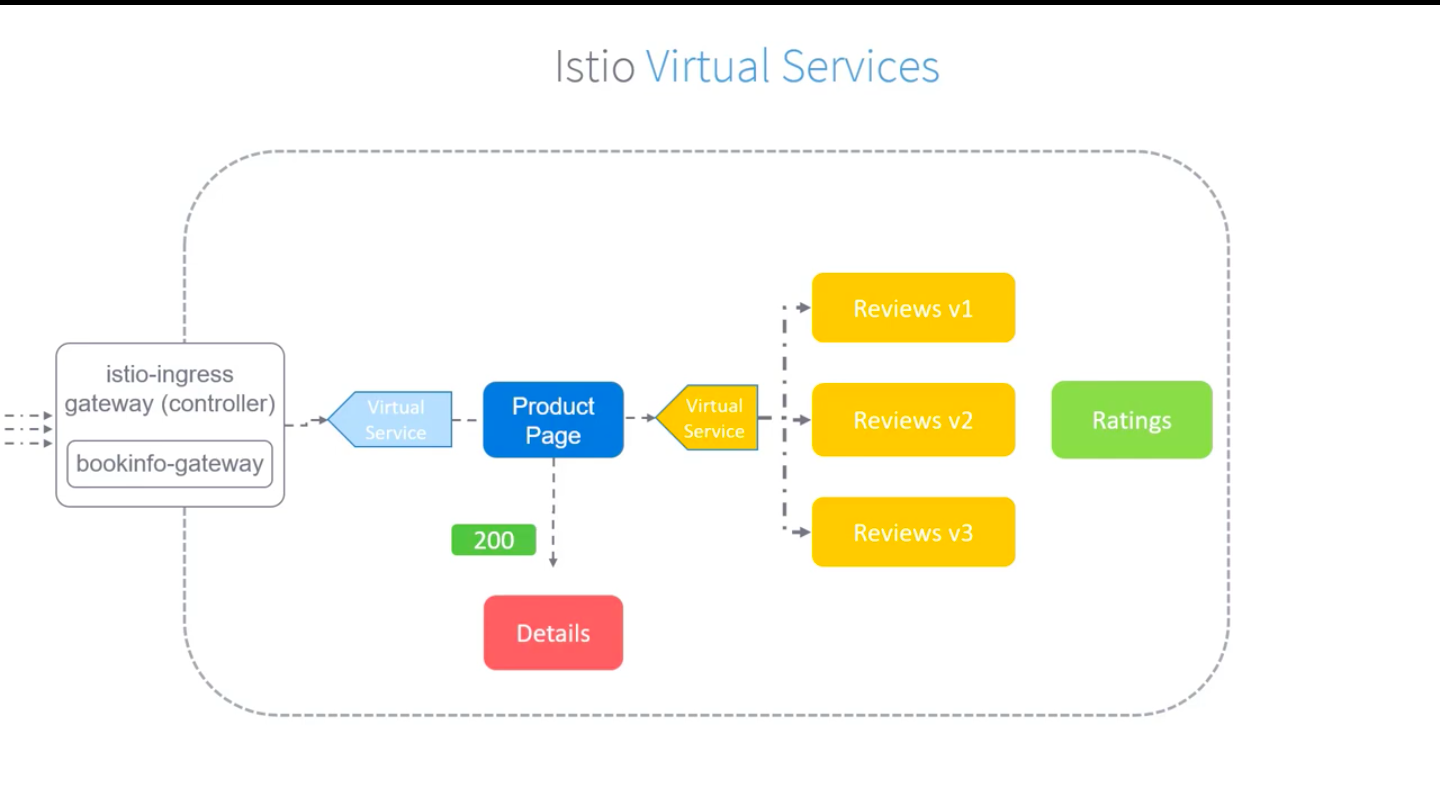 Istio Virtual Services
istio-ingress
gateway (controller)
bookinfo-gateway
Virtual
Service
Product
Page
Virtual
Service
Reviews v1
Reviews v2
Reviews v3
Ratings
200
Details